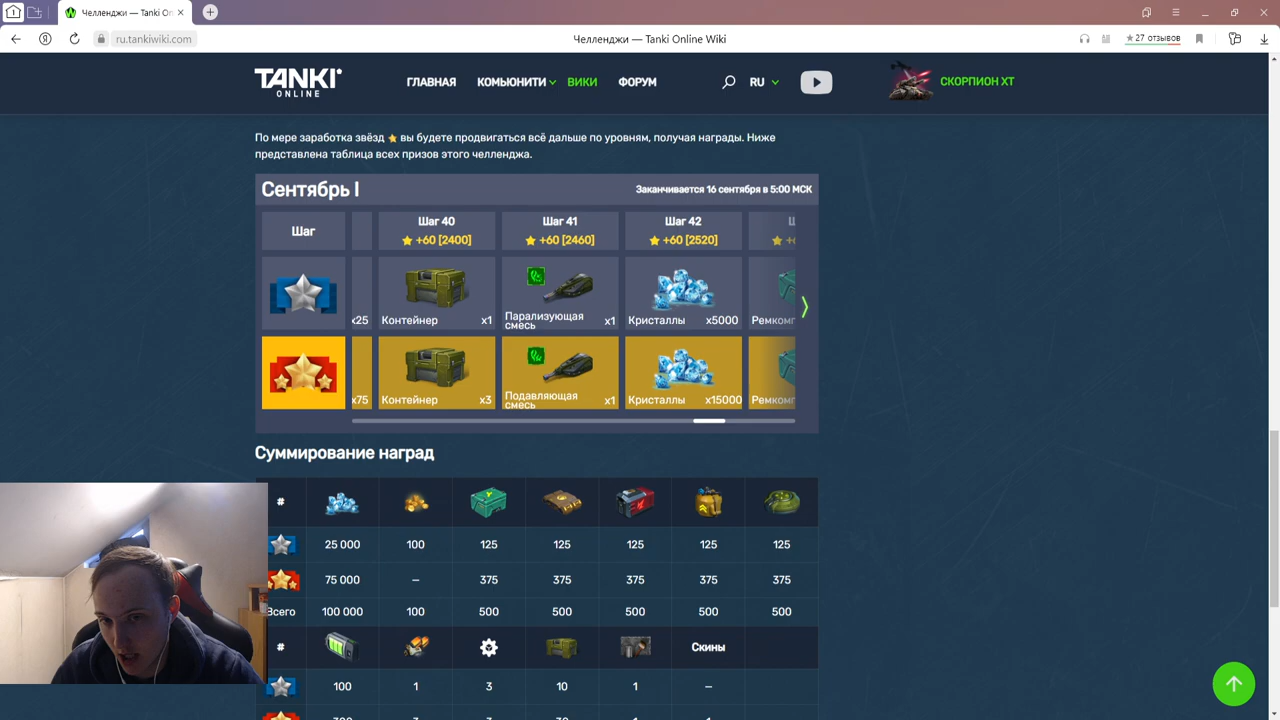 Челленджи — Tanki On
ru.tankiwiki.com
Челленджи — Tanki Online Wiki
27 отзывов
TANKI
ONLINE
ГЛАВНАЯ
КОМЬЮНИТИ
ВИКИ
ФОРУМ
RU
СКОРПИОН ХТ
По мере заработка звёзд вы будете продвигаться всё дальше по уровням, получая награды. Ниже
представлена таблица всех призов этого челленджа.
Сентябрь I
Заканчивается 16 сентября в 5:00 МСК
Шаг
Шаг 40
+60 [2400]
Шаг 41
+60 [2460]
Шаг 42
+60 [2520]
x25
Контейнер x1
Парализующая
смесь x1
Кристаллы x5000
Ремкомп
x75
Контейнер x3
Подавляющая
смесь x1
Кристаллы x15000
Ремкомп
Суммирование наград
#
25 000 100 125 125 125 125 125
75 000 — 375 375 375 375 375
Всего 100 000 100 500 500 500 500 500
# Скины
100 1 3 10 1 —